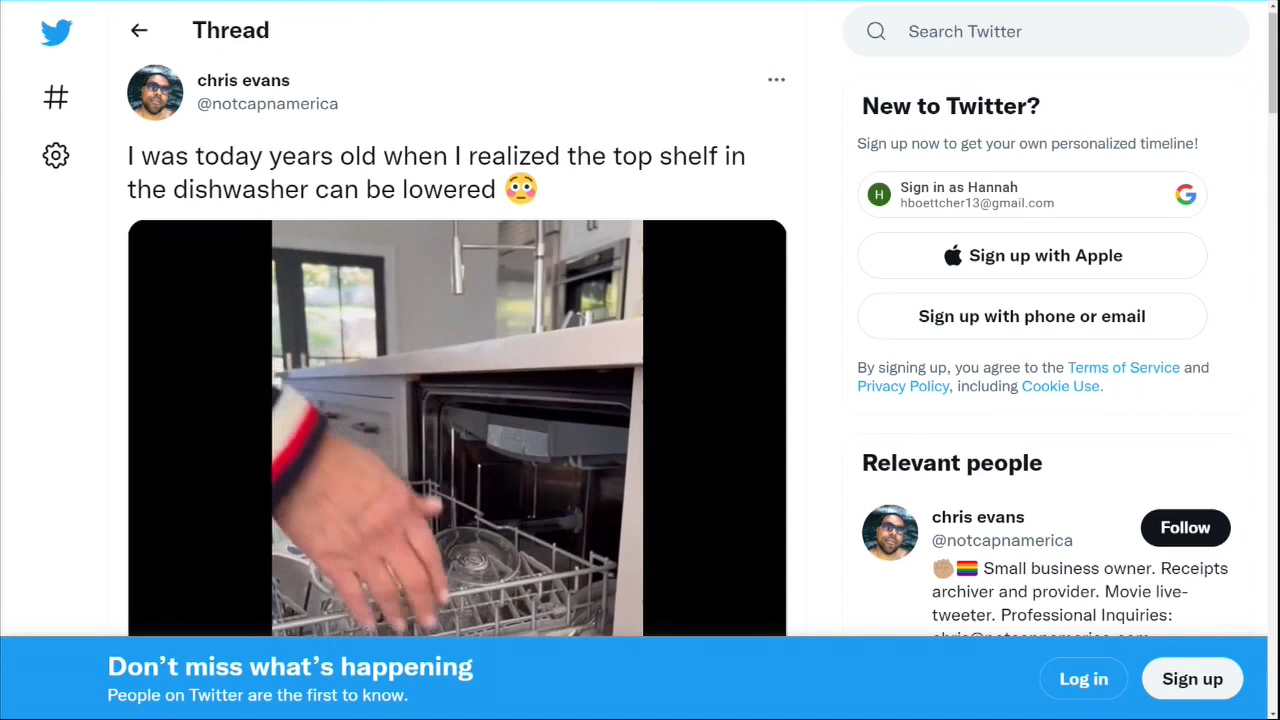 Thread
chris evans
@notcapnamerica
I was today years old when I realized the top shelf in
the dishwasher can be lowered 😳
Search Twitter
New to Twitter?
Sign up now to get your own personalized timeline!
H
Sign in as Hannah
hboettcher13@gmail.com
Sign up with Apple
Sign up with phone or email
By signing up, you agree to the Terms of Service and
Privacy Policy, including Cookie Use.
Relevant people
chris evans
@notcapnamerica
Follow
✊🏽🏳️‍🌈 Small business owner. Receipts
archiver and provider. Movie live-
tweeter. Professional Inquiries:
Don't miss what's happening
People on Twitter are the first to know.
Log in
Sign up